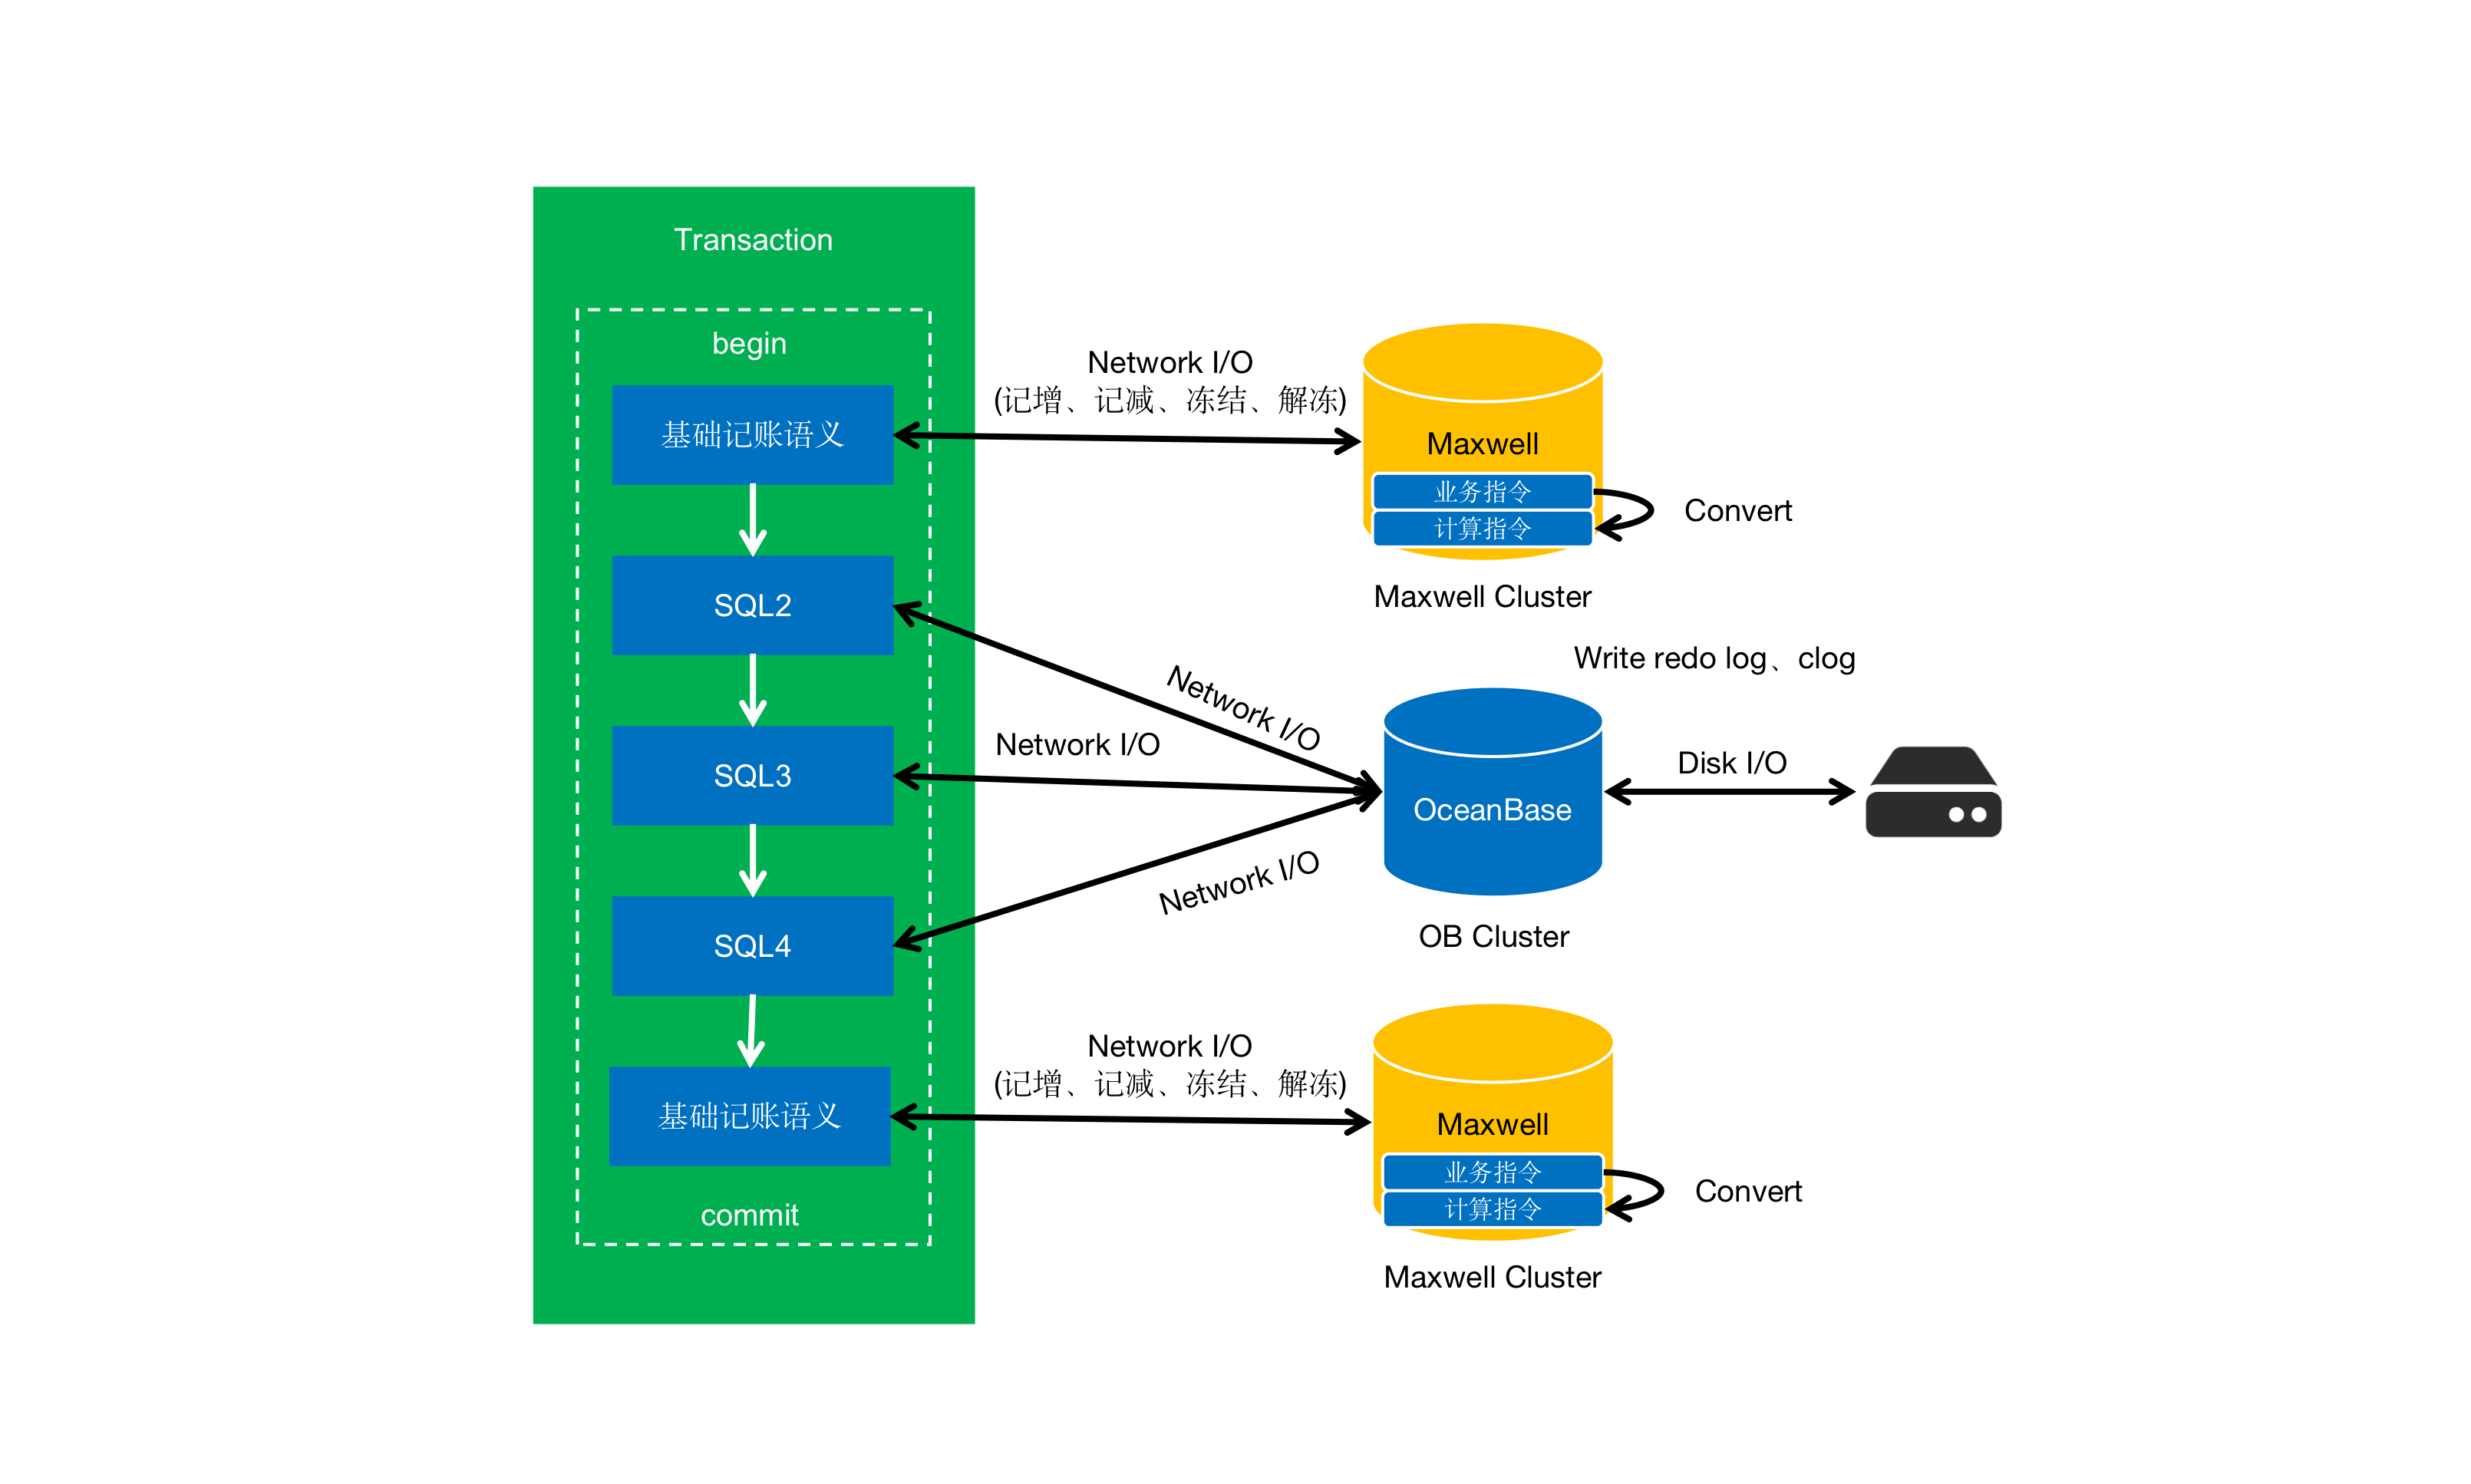 Transaction
begin
基础记账语义
SQL2
SQL3
SQL4
基础记账语义
commit
Network I/O
(记增、记减、冻结、解冻)
Network I/O
Network I/O
Network I/O
Network I/O
(记增、记减、冻结、解冻)
Maxwell
业务指令
计算指令
Convert
Maxwell Cluster
Write redo log、clog
OceanBase
Disk I/O
OB Cluster
Maxwell
业务指令
计算指令
Convert
Maxwell Cluster